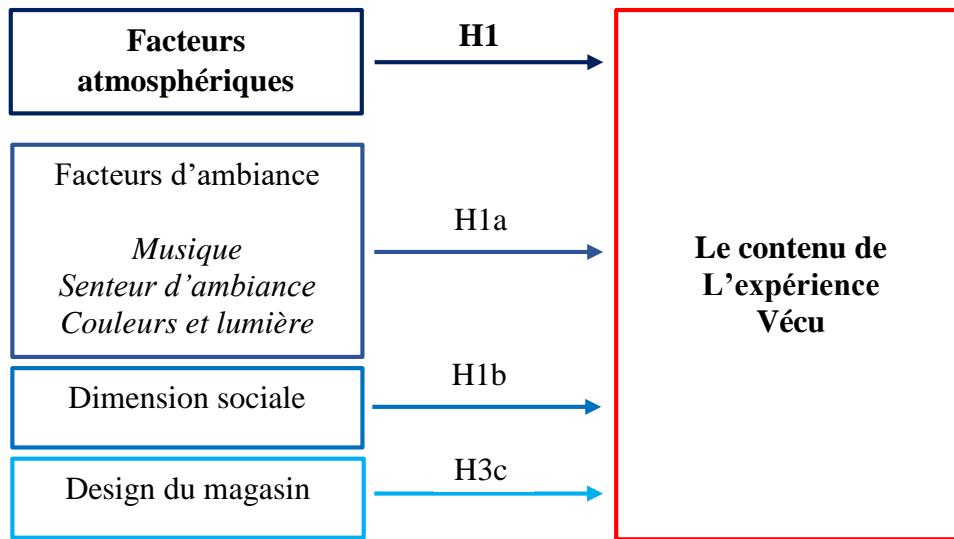 Facteurs
atmosphériques
H1
Facteurs d’ambiance
Musique
Senteur d’ambiance
Couleurs et lumière
H1a
Dimension sociale
H1b
Design du magasin
H3c
Le contenu de
L’expérience
Vécu